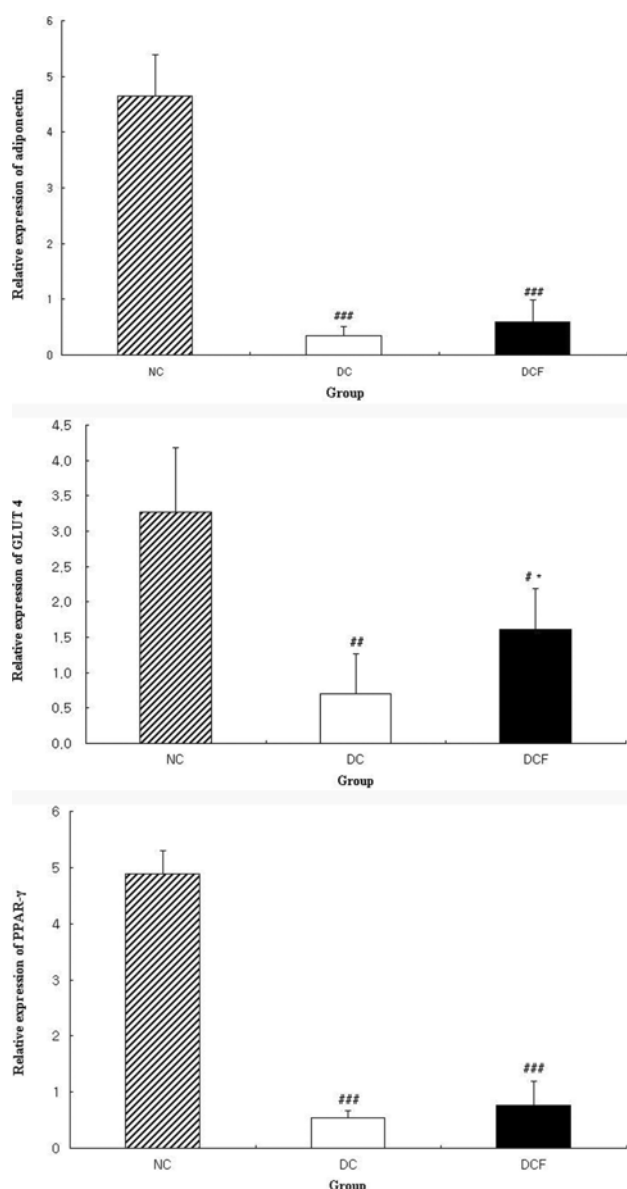 Relative expression of adiponectin
6
5
4
3
2
1
0
### ###
NC DC DCF
Group
Relative expression of GLUT 4
4.5
4.0
3.5
3.0
2.5
2.0
1.5
1.0
0.5
0.0
## # *
NC DC DCF
Group
Relative expression of PPAR-γ
6
5
4
3
2
1
0
### ###
NC DC DCF
Group